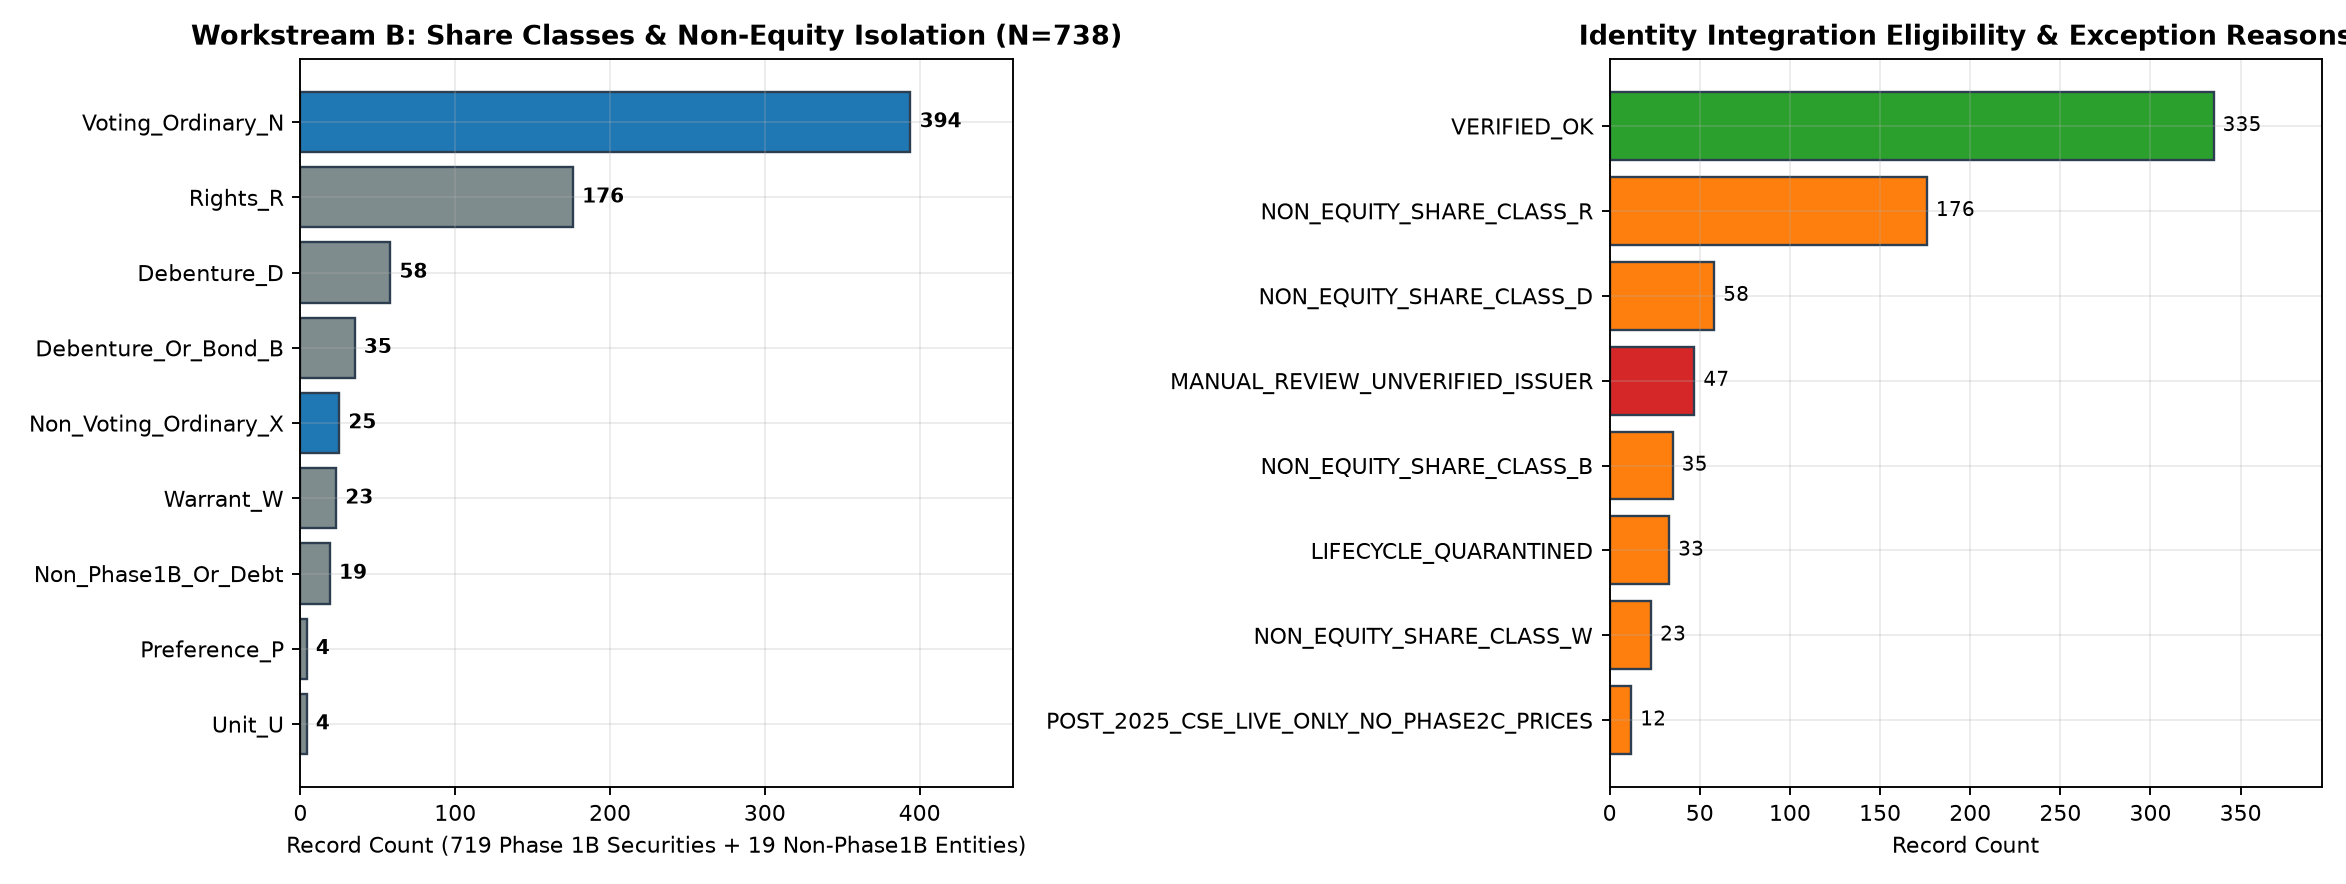 Workstream B: Share Classes & Non-Equity Isolation (N=738)
Voting_Ordinary_N 394
Rights_R 176
Debenture_D 58
Debenture_Or_Bond_B 35
Non_Voting_Ordinary_X 25
Warrant_W 23
Non_Phase1B_Or_Debt 19
Preference_P 4
Unit_U 4
0 100 200 300 400
Record Count (719 Phase 1B Securities + 19 Non-Phase1B Entities)
Identity Integration Eligibility & Exception Reasons
VERIFIED_OK 335
NON_EQUITY_SHARE_CLASS_R 176
NON_EQUITY_SHARE_CLASS_D 58
MANUAL_REVIEW_UNVERIFIED_ISSUER 47
NON_EQUITY_SHARE_CLASS_B 35
LIFECYCLE_QUARANTINED 33
NON_EQUITY_SHARE_CLASS_W 23
POST_2025_CSE_LIVE_ONLY_NO_PHASE2C_PRICES 12
0 50 100 150 200 250 300 350
Record Count